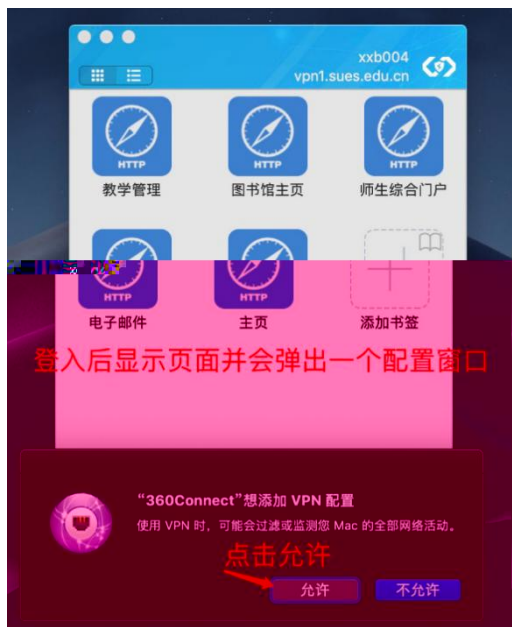 xxb004
vpn1.sues.edu.cn
HTTP HTTP HTTP
教学管理 图书馆主页 师生综合门户
HTTP HTTP
电子邮件 主页 添加书签
登入后显示页面并会弹出一个配置窗口
“360Connect”想添加 VPN 配置
使用 VPN 时，可能会过滤或监测您 Mac 的全部网络活动。
点击允许
允许 不允许